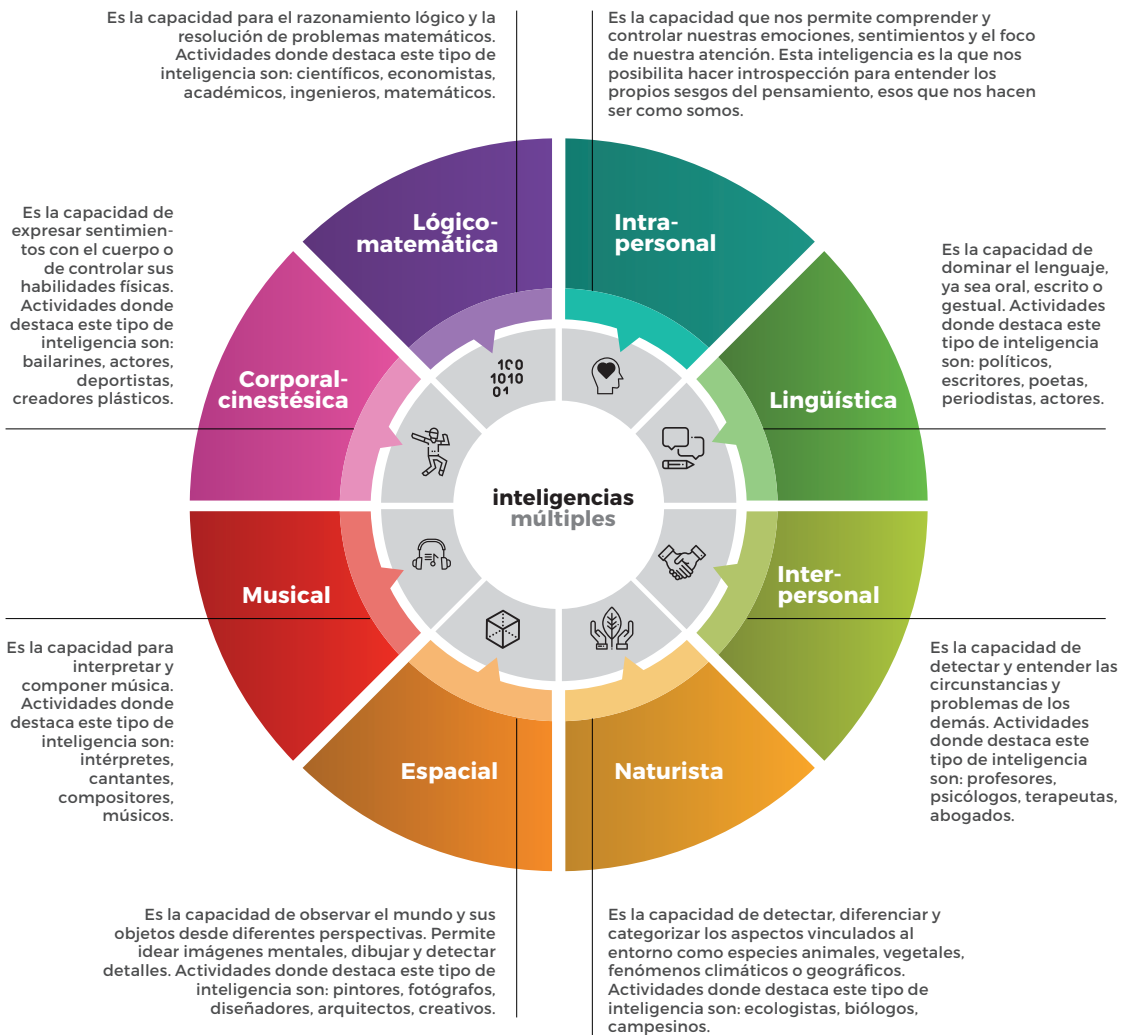 Es la capacidad para el razonamiento lógico y la
resolución de problemas matemáticos.
Actividades donde destaca este tipo de
inteligencia son: científicos, economistas,
académicos, ingenieros, matemáticos.
Es la capacidad que nos permite comprender y
controlar nuestras emociones, sentimientos y el foco
de nuestra atención. Esta inteligencia es la que nos
posibilita hacer introspección para entender los
propios sesgos del pensamiento, esos que nos hacen
ser como somos.
Lógico-
matemática
Intra-
personal
Es la capacidad de
expresar sentimien-
tos con el cuerpo o
de controlar sus
habilidades físicas.
Actividades donde
destaca este tipo de
inteligencia son:
bailarines, actores,
deportistas,
creadores plásticos.
Corporal-
cinestésica
100
1010
01
Lingüística
Es la capacidad de
dominar el lenguaje,
ya sea oral, escrito o
gestual. Actividades
donde destaca este
tipo de inteligencia
son: políticos,
escritores, poetas,
periodistas, actores.
inteligencias
múltiples
Musical
Inter-
personal
Es la capacidad para
interpretar y
componer música.
Actividades donde
destaca este tipo de
inteligencia son:
intérpretes,
cantantes,
compositores,
músicos.
Es la capacidad de
detectar y entender las
circunstancias y
problemas de los
demás. Actividades
donde destaca este
tipo de inteligencia
son: profesores,
psicólogos, terapeutas,
abogados.
Espacial
Naturista
Es la capacidad de observar el mundo y sus
objetos desde diferentes perspectivas. Permite
idear imágenes mentales, dibujar y detectar
detalles. Actividades donde destaca este tipo de
inteligencia son: pintores, fotógrafos,
diseñadores, arquitectos, creativos.
Es la capacidad de detectar, diferenciar y
categorizar los aspectos vinculados al
entorno como especies animales, vegetales,
fenómenos climáticos o geográficos.
Actividades donde destaca este tipo de
inteligencia son: ecologistas, biólogos,
campesinos.